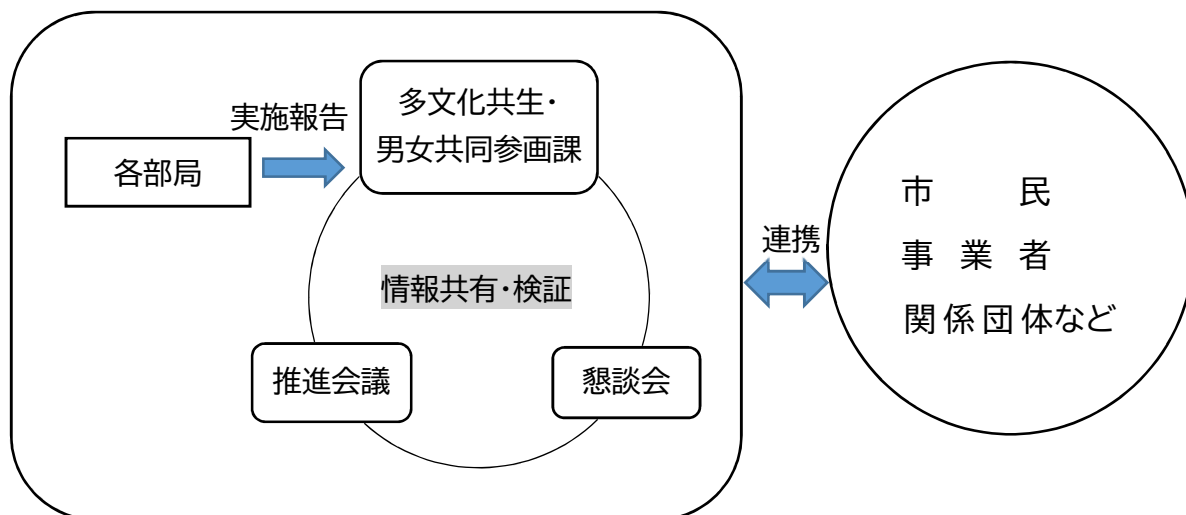 多文化共生・
男女共同参画課
実施報告
各部局
情報共有・検証
推進会議
懇談会
連携
市　　民
事　業　者
関係団体など